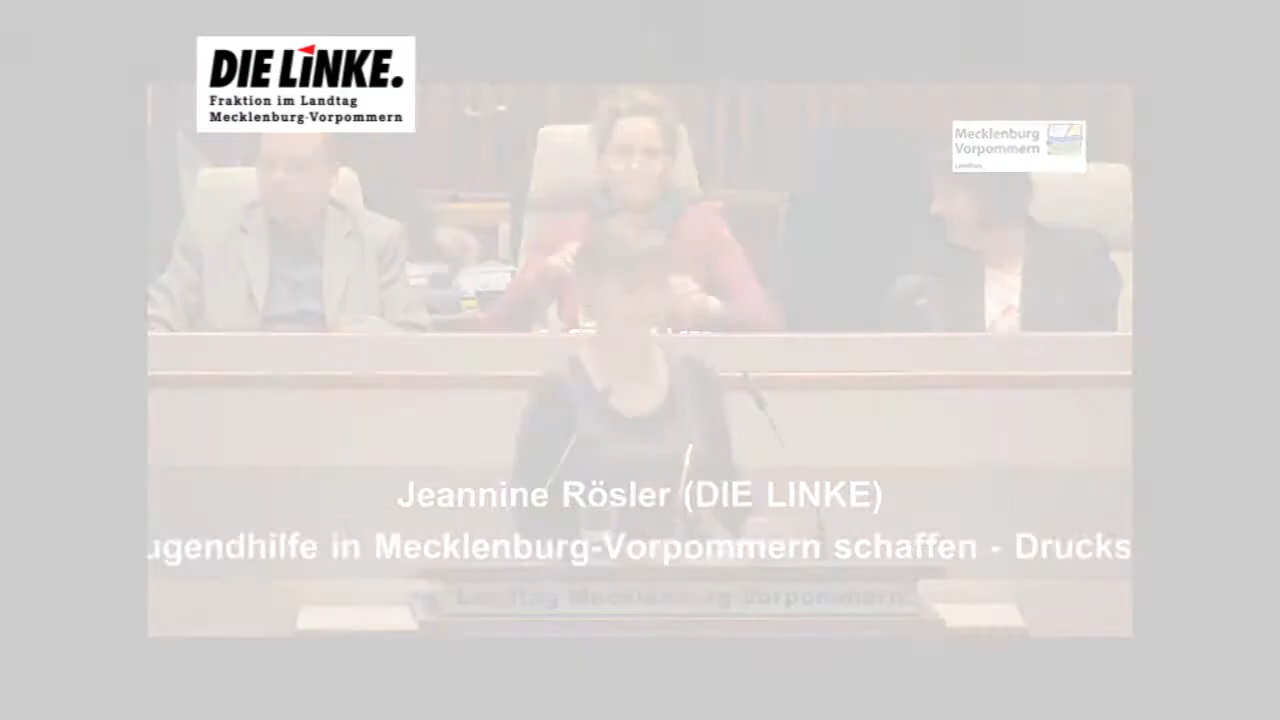 DIE LINKE.
Fraktion im Landtag
Mecklenburg-Vorpommern
Mecklenburg
Vorpommern
Landtag
Jeannine Rösler (DIE LINKE)
ugendhilfe in Mecklenburg-Vorpommern schaffen - Drucks
Landtag Mecklenburg-Vorpommern